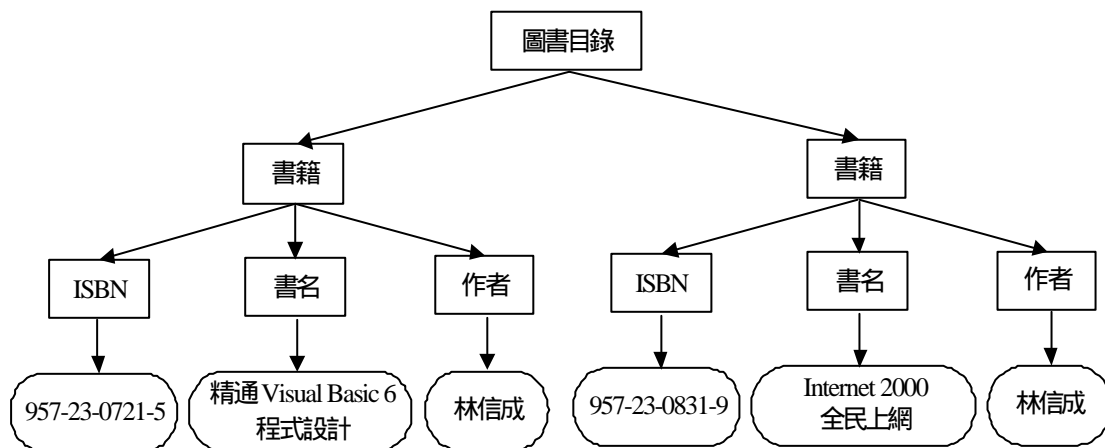 圖書目錄
書籍
書籍
ISBN
書名
作者
ISBN
書名
作者
957-23-0721-5
精通 Visual Basic 6
程式設計
林信成
957-23-0831-9
Internet 2000
全民上網
林信成